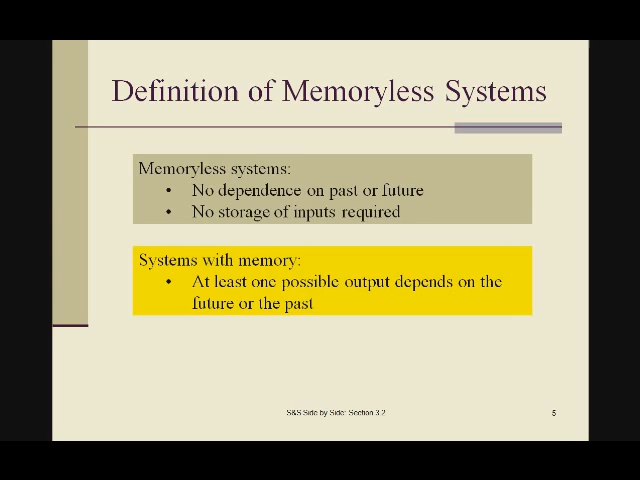 Definition of Memoryless Systems
Memoryless systems:
• No dependence on past or future
• No storage of inputs required
Systems with memory:
• At least one possible output depends on the
future or the past
S&S Side by Side: Section 3.2
5